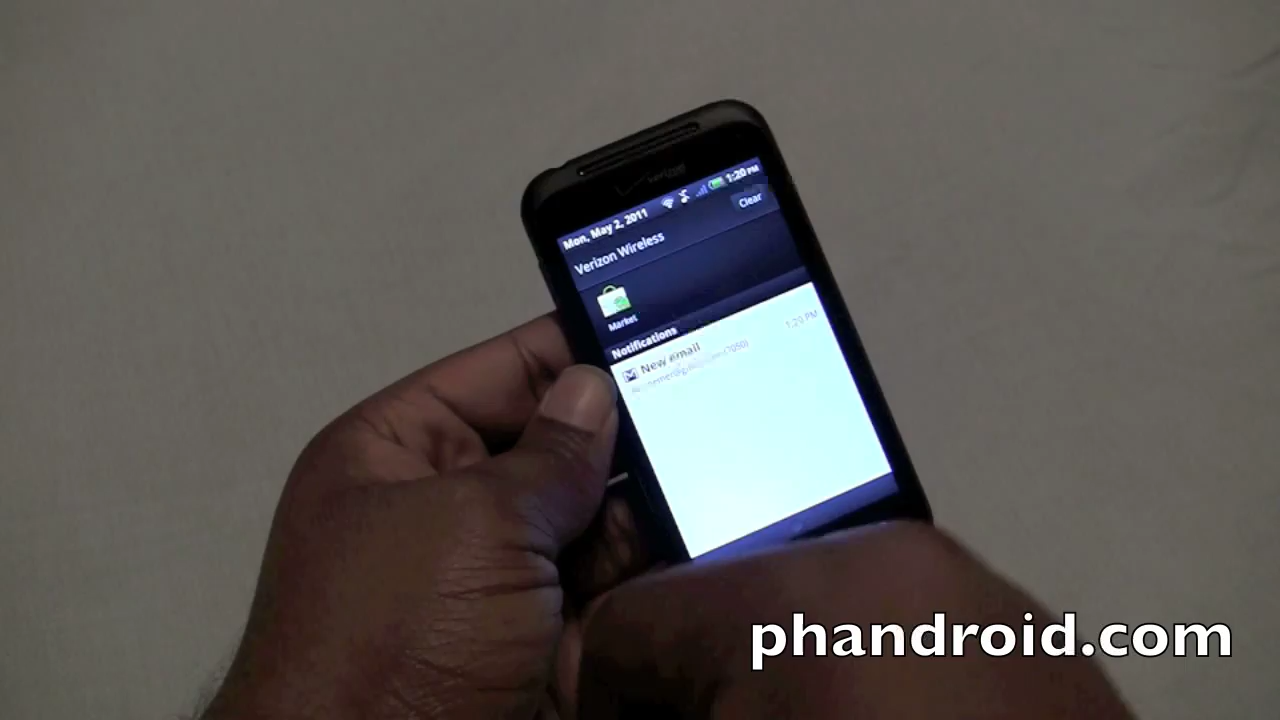 verizon
Mon, May 2, 2011 1:20 PM
Verizon Wireless Clear
Market
Notifications
New email 1:20 PM
phandroid.com